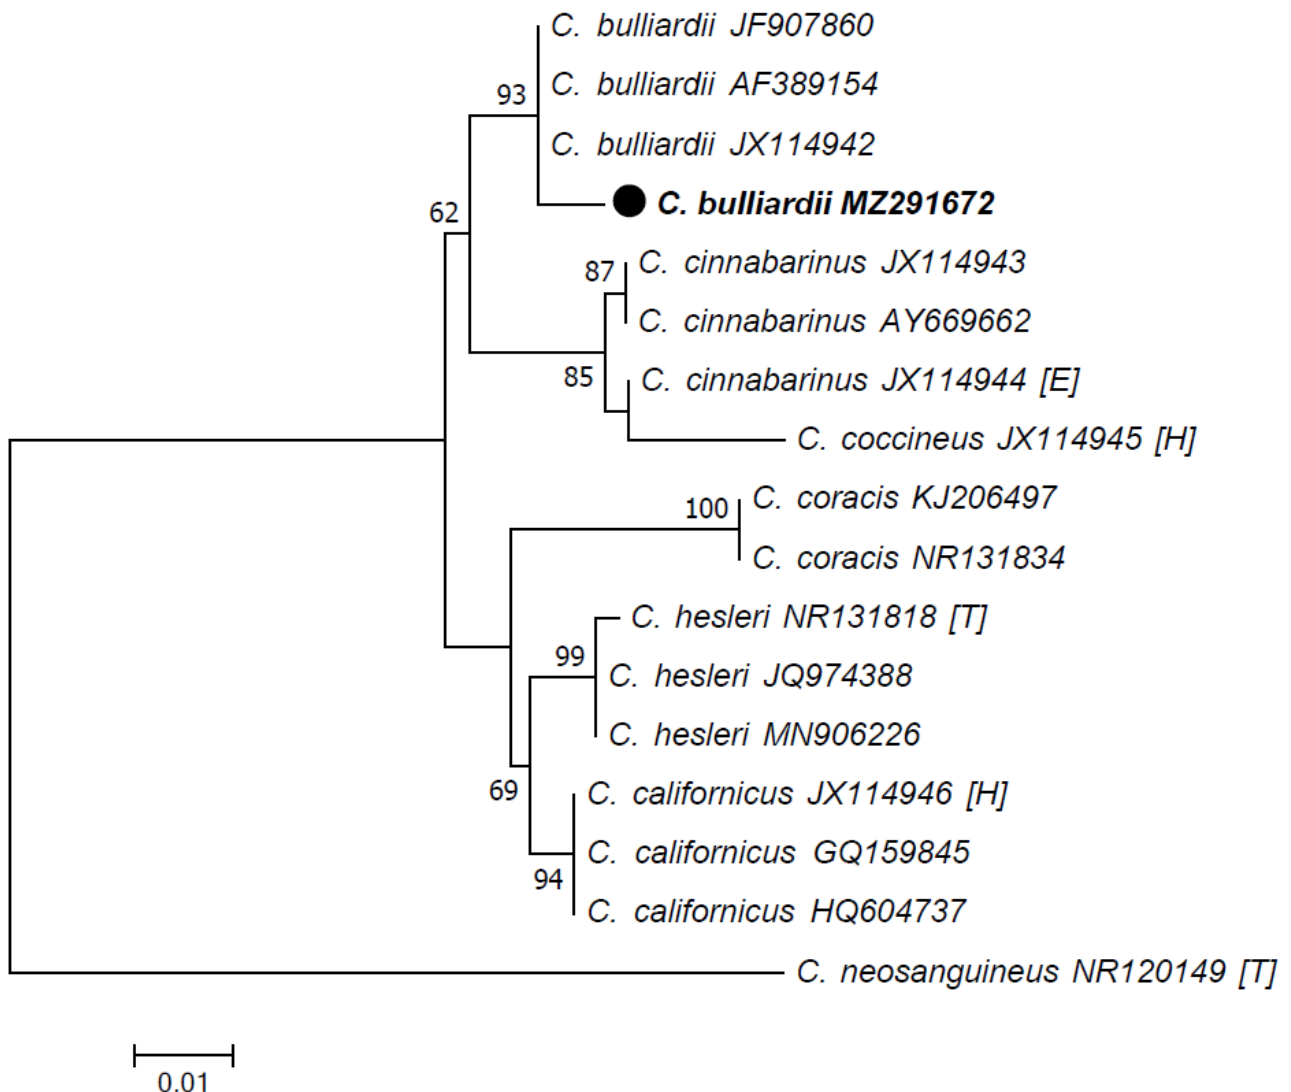 C. bulliardii JF907860
93
C. bulliardii AF389154
C. bulliardii JX114942
62
C. bulliardii MZ291672
87
C. cinnabarinus JX114943
C. cinnabarinus AY669662
85
C. cinnabarinus JX114944 [E]
C. coccineus JX114945 [H]
100
C. coracis KJ206497
C. coracis NR131834
C. hesleri NR131818 [T]
99
C. hesleri JQ974388
C. hesleri MN906226
69
C. californicus JX114946 [H]
C. californicus GQ159845
94
C. californicus HQ604737
C. neosanguineus NR120149 [T]
0.01